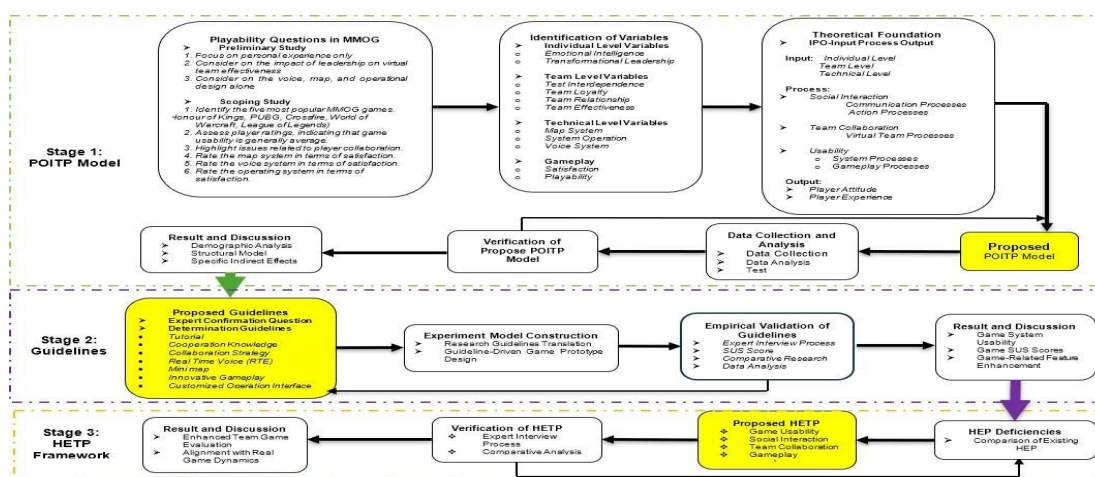 Stage 1:
POITP Model
Playability Questions in MMOG
➤ Preliminary Study
1. Focus on personal experience only
2. Consider on the impact of leadership on virtual
team effectiveness
3. Consider on the voice, map, and operational
design alone
➤ Scoping Study
1. Identify the five most popular MMOG games.
Honour of Kings, PUBG, Crossfire, World of
Warcraft, League of Legends)
2. Assess player ratings, indicating that game
usability is generally average.
3. Highlight issues related to player collaboration.
4. Rate the map system in terms of satisfaction.
5. Rate the voice system in terms of satisfaction.
6. Rate the operating system in terms of
satisfaction.
Identification of Variables
➤ Individual Level Variables
o Emotional Intelligence
o Transformational Leadership
➤ Team Level Variables
o Test Interdependence
o Team Loyalty
o Team Relationship
o Team Effectiveness
➤ Technical Level Variables
o Map System
o System Operation
o Voice System
➤ Gameplay
o Satisfaction
o Playability
Theoretical Foundation
➤ IPO-Input Process Output
Input: Individual Level
Team Level
Technical Level
Process:
➤ Social Interaction
Communication Processes
Action Processes
➤ Team Collaboration
Virtual Team Processes
➤ Usability
o System Processes
o Gameplay Processes
Output:
➤ Player Attitude
➤ Player Experience
Proposed
POITP Model
Data Collection and
Analysis
➤ Data Collection
➤ Data Analysis
➤ Test
Verification of
Propose POITP
Model
Result and Discussion
➤ Demographic Analysis
➤ Structural Model
➤ Specific Indirect Effects
Stage 2:
Guidelines
Proposed Guidelines
➤ Expert Confirmation Question
➤ Determination Guidelines
• Tutorial
• Cooperation Knowledge
• Collaboration Strategy
• Real Time Voice (RTE)
• Mini map
• Innovative Gameplay
• Customized Operation Interface
Experiment Model Construction
➤ Research Guidelines Translation
➤ Guideline-Driven Game Prototype
Design
Empirical Validation of
Guidelines
➤ Expert Interview Process
➤ SUS Score
➤ Comparative Research
➤ Data Analysis
Result and Discussion
➤ Game System
Usability
➤ Game SUS Scores
➤ Game-Related Feature
Enhancement
Stage 3:
HETP
Framework
HEP Deficiencies
➤ Comparison of Existing
HEP
Proposed HETP
❖ Game Usability
❖ Social Interaction
❖ Team Collaboration
❖ Gameplay
Verification of HETP
❖ Expert Interview
Process
❖ Comparative Analysis
Result and Discussion
➤ Enhanced Team Game
Evaluation
➤ Alignment with Real
Game Dynamics